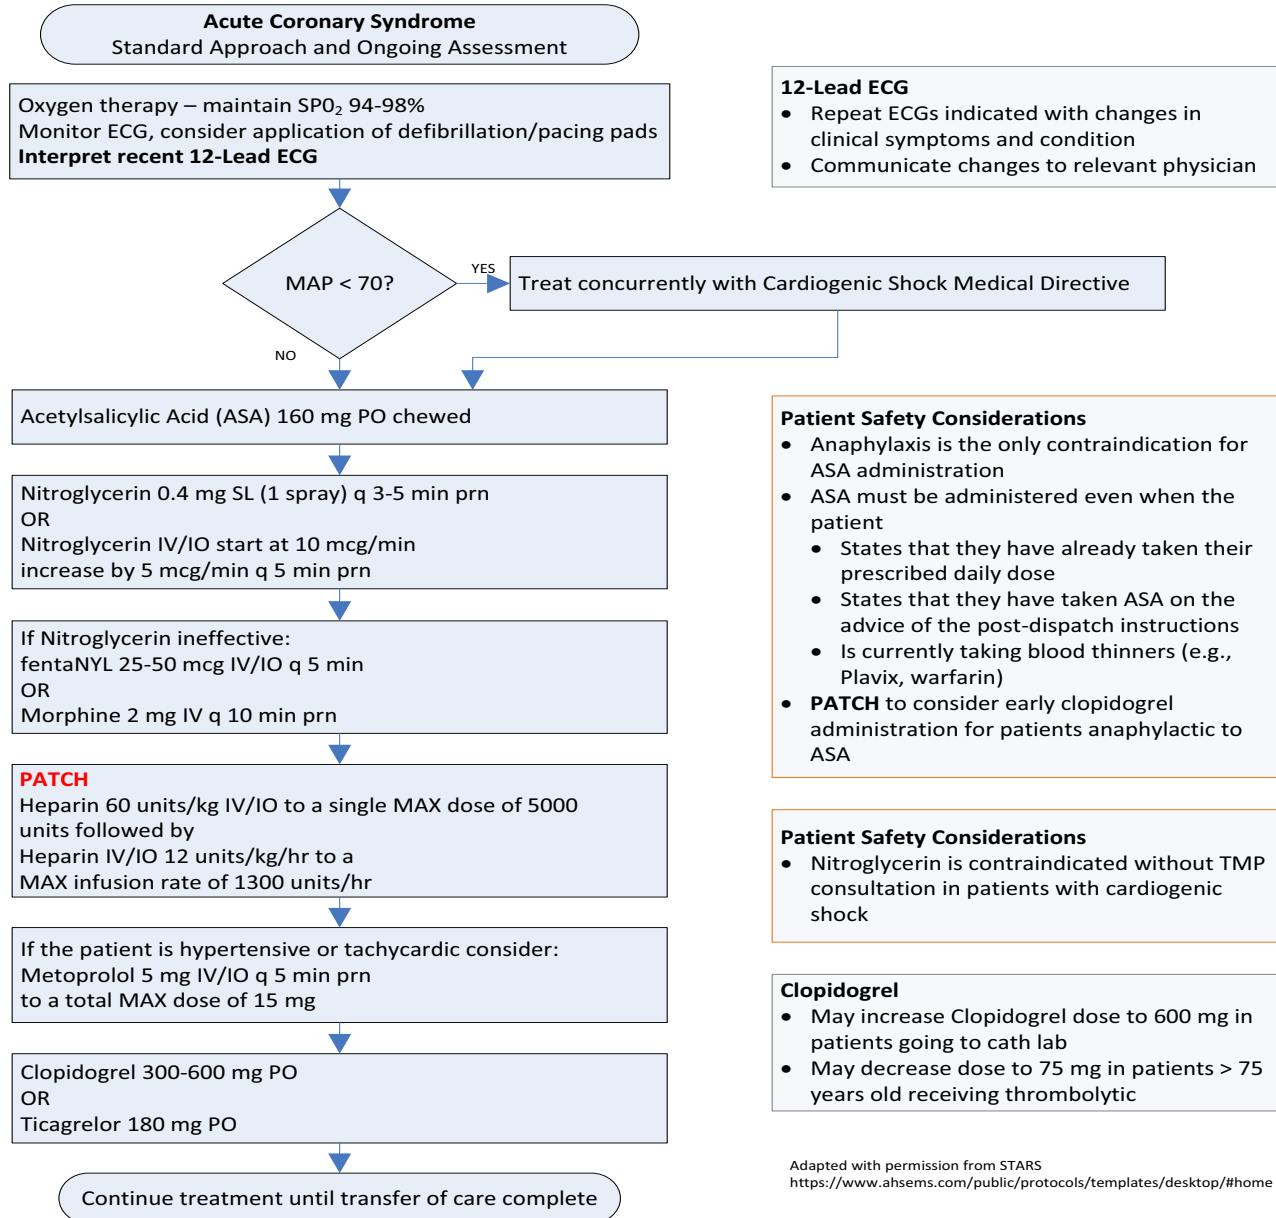 Acute Coronary Syndrome
Standard Approach and Ongoing Assessment
Oxygen therapy – maintain SP0₂ 94-98%
Monitor ECG, consider application of defibrillation/pacing pads
Interpret recent 12-Lead ECG
12-Lead ECG
• Repeat ECGs indicated with changes in
clinical symptoms and condition
• Communicate changes to relevant physician
MAP < 70?
YES
Treat concurrently with Cardiogenic Shock Medical Directive
NO
Acetylsalicylic Acid (ASA) 160 mg PO chewed
Nitroglycerin 0.4 mg SL (1 spray) q 3-5 min prn
OR
Nitroglycerin IV/IO start at 10 mcg/min
increase by 5 mcg/min q 5 min prn
If Nitroglycerin ineffective:
fentaNYL 25-50 mcg IV/IO q 5 min
OR
Morphine 2 mg IV q 10 min prn
PATCH
Heparin 60 units/kg IV/IO to a single MAX dose of 5000
units followed by
Heparin IV/IO 12 units/kg/hr to a
MAX infusion rate of 1300 units/hr
If the patient is hypertensive or tachycardic consider:
Metoprolol 5 mg IV/IO q 5 min prn
to a total MAX dose of 15 mg
Clopidogrel 300-600 mg PO
OR
Ticagrelor 180 mg PO
Continue treatment until transfer of care complete
Patient Safety Considerations
• Anaphylaxis is the only contraindication for
ASA administration
• ASA must be administered even when the
patient
• States that they have already taken their
prescribed daily dose
• States that they have taken ASA on the
advice of the post-dispatch instructions
• Is currently taking blood thinners (e.g.,
Plavix, warfarin)
• PATCH to consider early clopidogrel
administration for patients anaphylactic to
ASA
Patient Safety Considerations
• Nitroglycerin is contraindicated without TMP
consultation in patients with cardiogenic
shock
Clopidogrel
• May increase Clopidogrel dose to 600 mg in
patients going to cath lab
• May decrease dose to 75 mg in patients > 75
years old receiving thrombolytic
Adapted with permission from STARS
https://www.ahsems.com/public/protocols/templates/desktop/#home